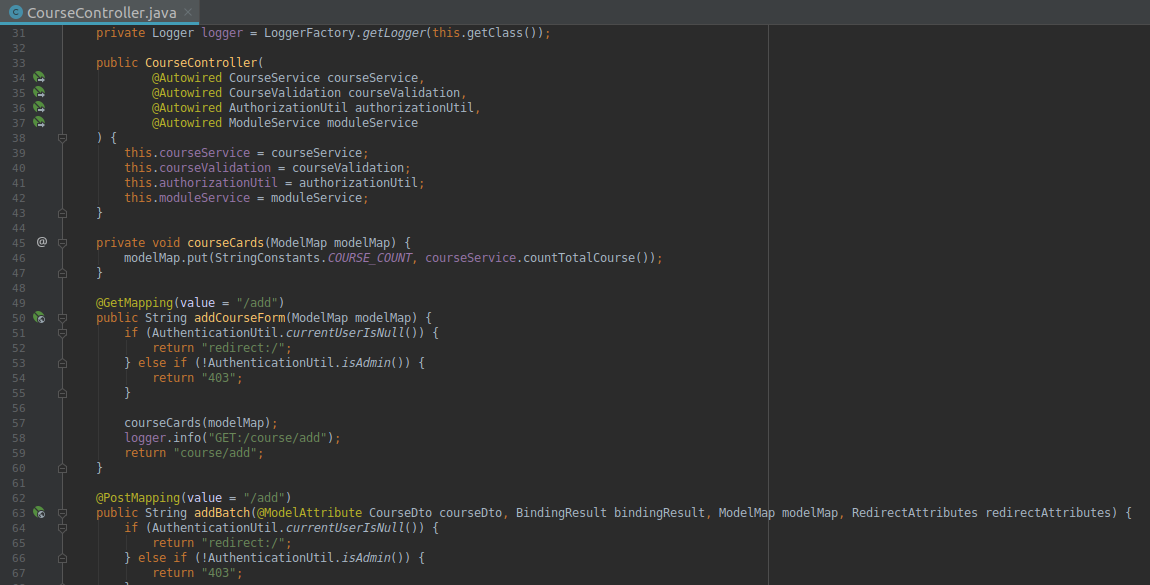 C CourseController.java ×
31 private Logger logger = LoggerFactory.getLogger(this.getClass());
32
33 public CourseController(
34 @Autowired CourseService courseService,
35 @Autowired CourseValidation courseValidation,
36 @Autowired AuthorizationUtil authorizationUtil,
37 @Autowired ModuleService moduleService
38 ) {
39 this.courseService = courseService;
40 this.courseValidation = courseValidation;
41 this.authorizationUtil = authorizationUtil;
42 this.moduleService = moduleService;
43 }
44
45 @ private void courseCards(ModelMap modelMap) {
46 modelMap.put(StringConstants.COURSE_COUNT, courseService.countTotalCourse());
47 }
48
49 @GetMapping(value = "/add")
50 public String addCourseForm(ModelMap modelMap) {
51 if (AuthenticationUtil.currentUserIsNull()) {
52 return "redirect:/";
53 } else if (!AuthenticationUtil.isAdmin()) {
54 return "403";
55 }
56
57 courseCards(modelMap);
58 logger.info("GET:/course/add");
59 return "course/add";
60 }
61
62 @PostMapping(value = "/add")
63 public String addBatch(@ModelAttribute CourseDto courseDto, BindingResult bindingResult, ModelMap modelMap, RedirectAttributes redirectAttributes) {
64 if (AuthenticationUtil.currentUserIsNull()) {
65 return "redirect:/";
66 } else if (!AuthenticationUtil.isAdmin()) {
67 return "403";